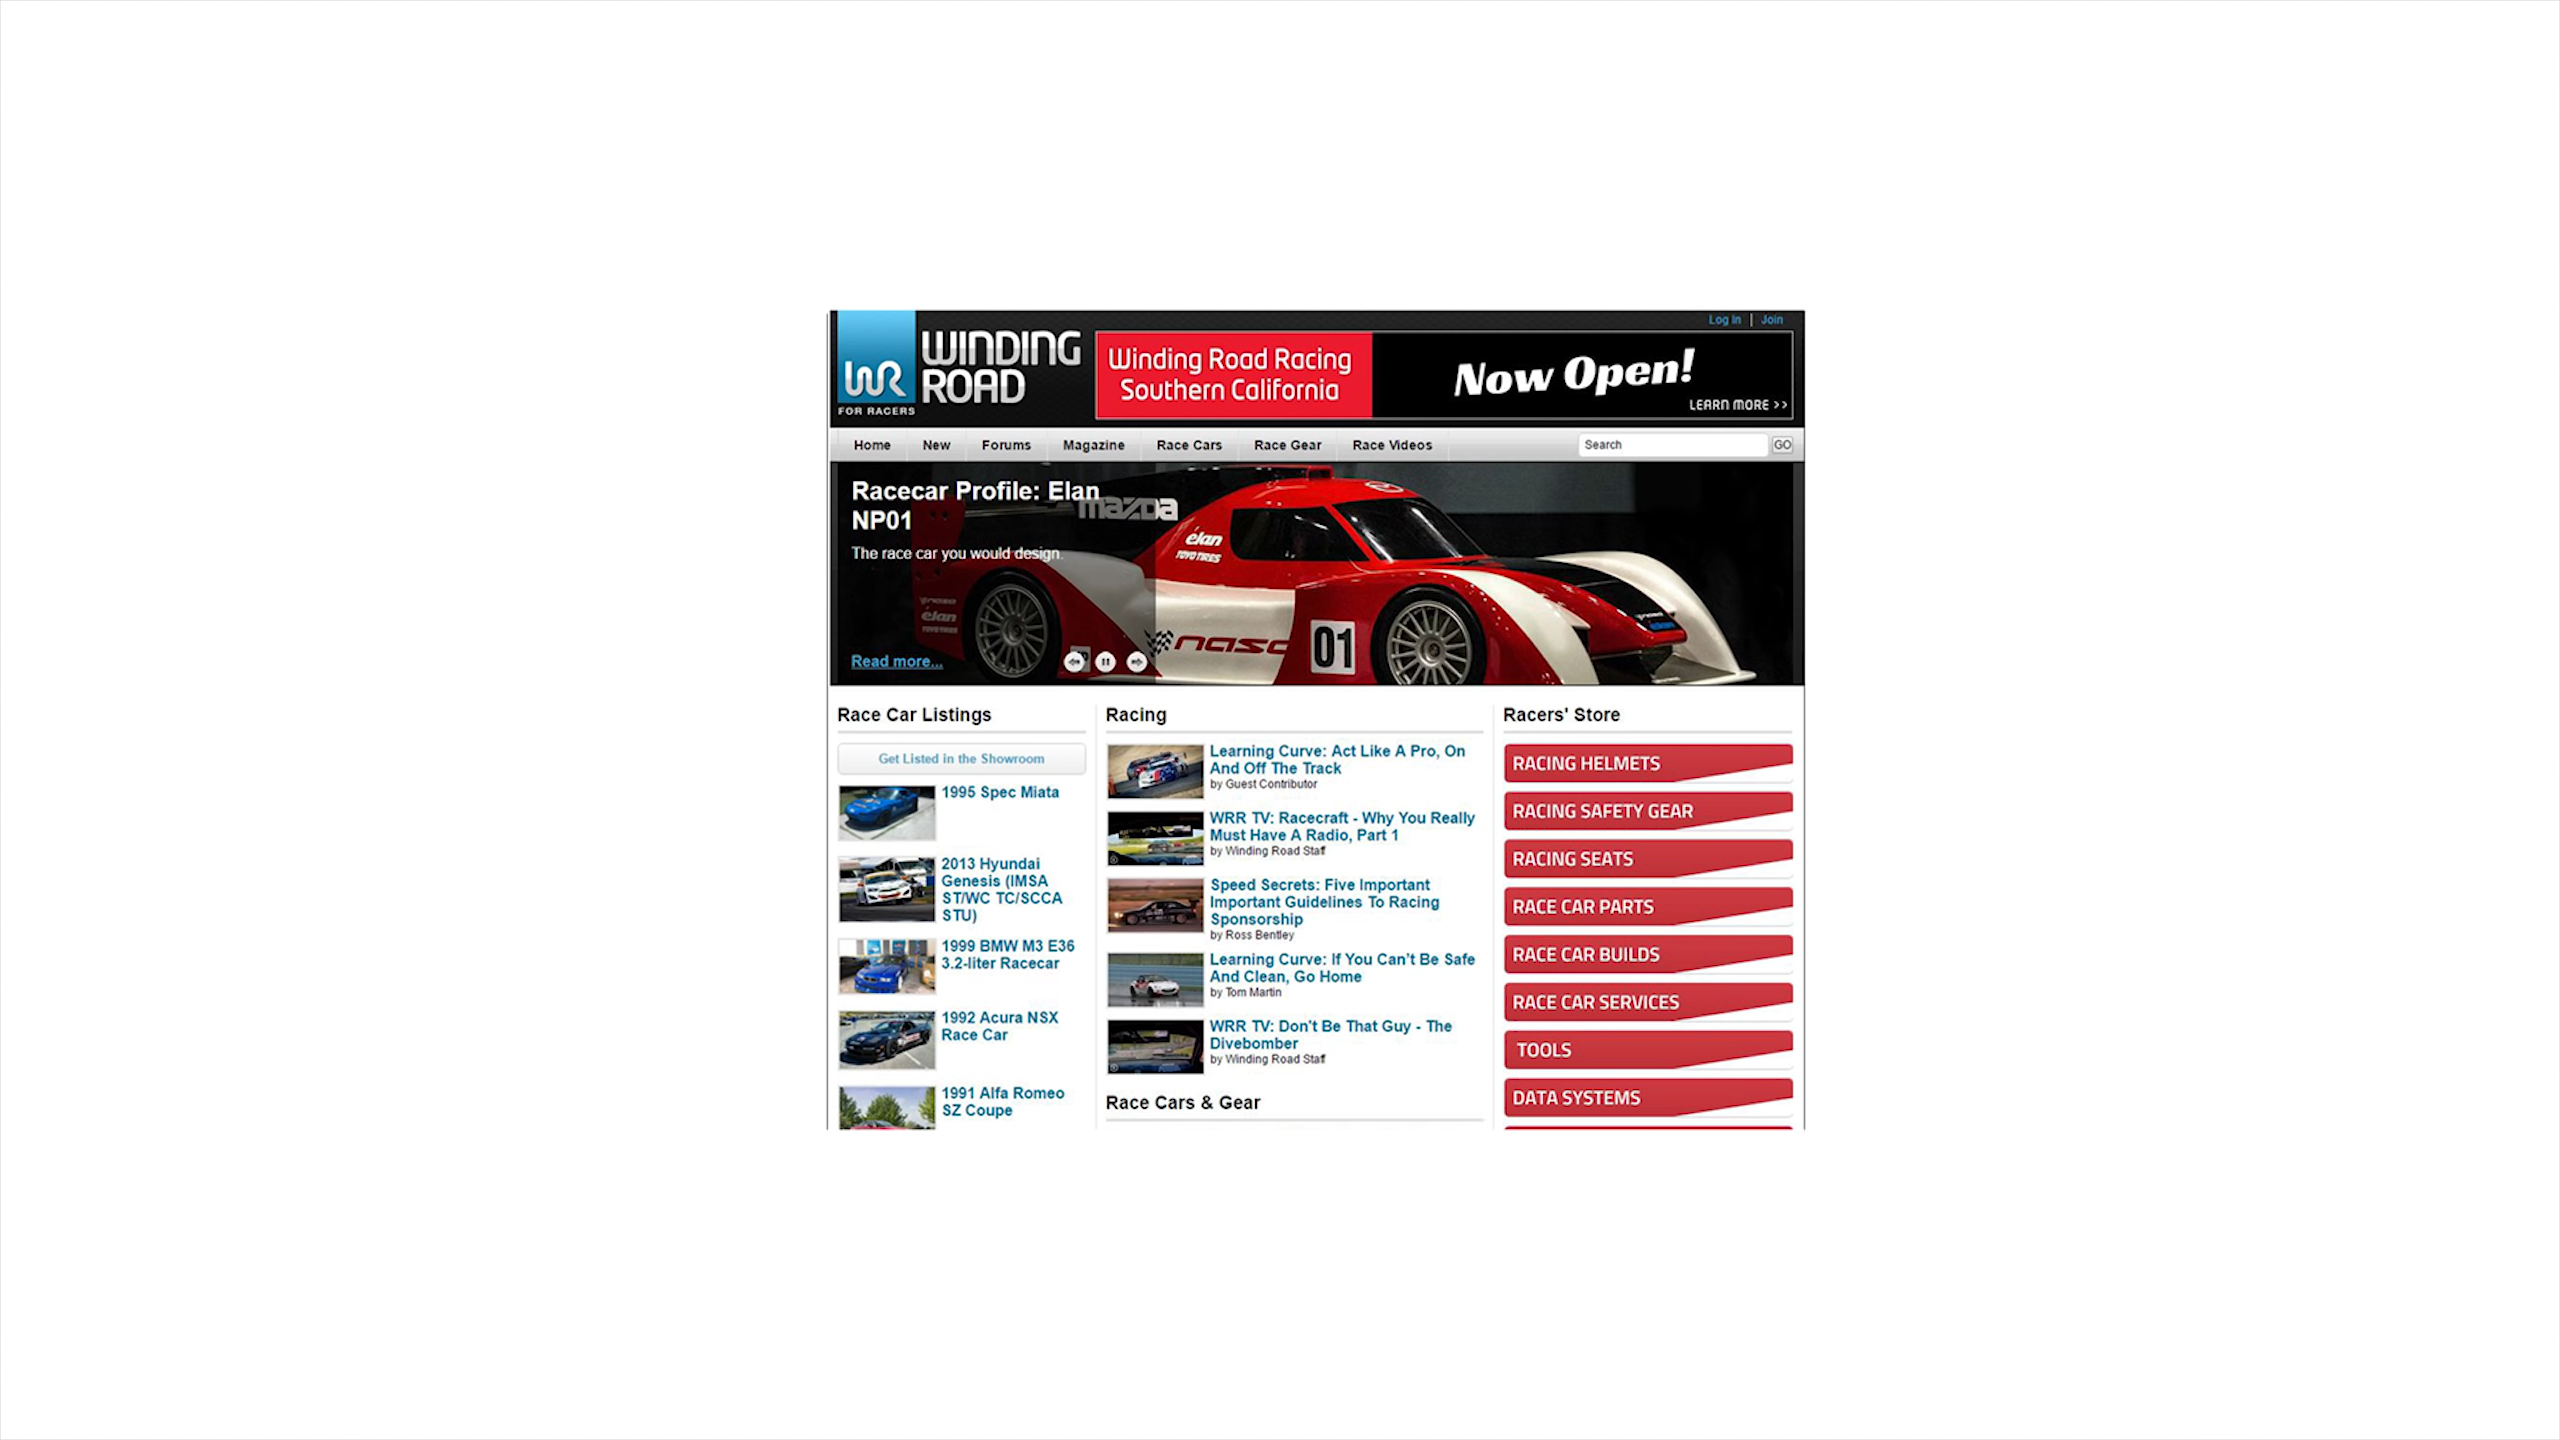 Log In | Join
WR
FOR RACERS
WINDING
ROAD
Winding Road Racing
Southern California
Now Open!
LEARN MORE >>
Home New Forums Magazine Race Cars Race Gear Race Videos
Search GO
Racecar Profile: Elan
NP01
The race car you would design.
Read more...
mazda
élan
TOYO TIRES
élan
TOYO TIRES
nasa
01
Race Car Listings
Get Listed in the Showroom
1995 Spec Miata
2013 Hyundai
Genesis (IMSA
ST/WC TC/SCCA
STU)
1999 BMW M3 E36
3.2-liter Racecar
1992 Acura NSX
Race Car
1991 Alfa Romeo
SZ Coupe
Racing
Learning Curve: Act Like A Pro, On
And Off The Track
by Guest Contributor
WRR TV: Racecraft - Why You Really
Must Have A Radio, Part 1
by Winding Road Staff
Speed Secrets: Five Important
Important Guidelines To Racing
Sponsorship
by Ross Bentley
Learning Curve: If You Can't Be Safe
And Clean, Go Home
by Tom Martin
WRR TV: Don't Be That Guy - The
Divebomber
by Winding Road Staff
Race Cars & Gear
Racers' Store
RACING HELMETS
RACING SAFETY GEAR
RACING SEATS
RACE CAR PARTS
RACE CAR BUILDS
RACE CAR SERVICES
TOOLS
DATA SYSTEMS